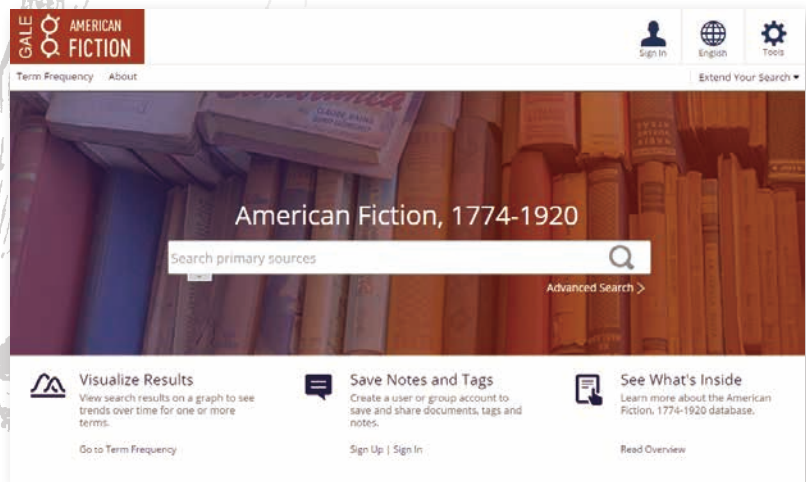 GALE
AMERICAN
FICTION
Sign In
English
Tools
Term Frequency About
Extend Your Search
Casablanca
CLAUDE RAINS
American Fiction, 1774-1920
Search primary sources
Advanced Search >
Visualize Results
View search results on a graph to see
trends over time for one or more
terms.
Go to Term Frequency
Save Notes and Tags
Create a user or group account to
save and share documents, tags and
notes.
Sign Up | Sign In
See What's Inside
Learn more about the American
Fiction, 1774-1920 database.
Read Overview